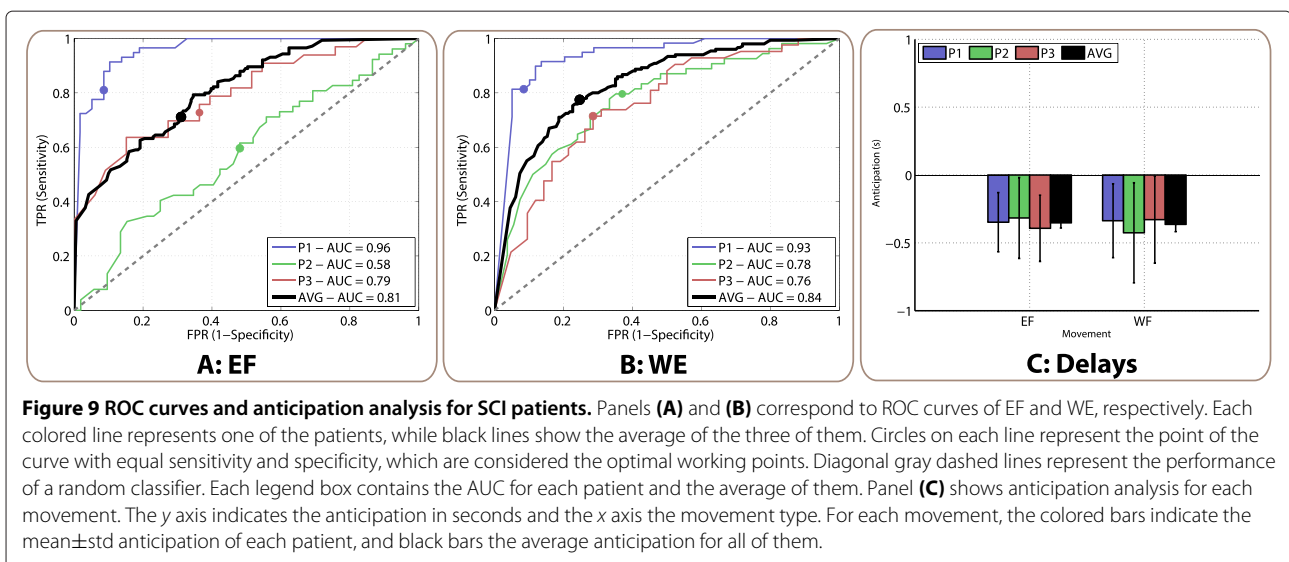 1
0.8
0.6
0.4
0.2
0
TPR (Sensitivity)
P1 − AUC = 0.96
P2 − AUC = 0.58
P3 − AUC = 0.79
AVG − AUC = 0.81
0 0.2 0.4 0.6 0.8 1
FPR (1−Specificity)
A: EF
1
0.8
0.6
0.4
0.2
0
TPR (Sensitivity)
P1 − AUC = 0.93
P2 − AUC = 0.78
P3 − AUC = 0.76
AVG − AUC = 0.84
0 0.2 0.4 0.6 0.8 1
FPR (1−Specificity)
B: WE
P1 P2 P3 AVG
1
0.5
0
−0.5
−1
Anticipation (s)
EF WF
Movement
C: Delays
Figure 9 ROC curves and anticipation analysis for SCI patients. Panels (A) and (B) correspond to ROC curves of EF and WE, respectively. Each
colored line represents one of the patients, while black lines show the average of the three of them. Circles on each line represent the point of the
curve with equal sensitivity and specificity, which are considered the optimal working points. Diagonal gray dashed lines represent the performance
of a random classifier. Each legend box contains the AUC for each patient and the average of them. Panel (C) shows anticipation analysis for each
movement. The y axis indicates the anticipation in seconds and the x axis the movement type. For each movement, the colored bars indicate the
mean±std anticipation of each patient, and black bars the average anticipation for all of them.